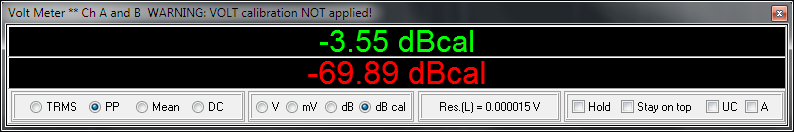 Volt Meter ** Ch A and B  WARNING: VOLT calibration NOT applied!
-3.55 dBcal
-69.89 dBcal
TRMS PP Mean DC V mV dB dB cal Res.(L) = 0.000015 V Hold Stay on top UC A